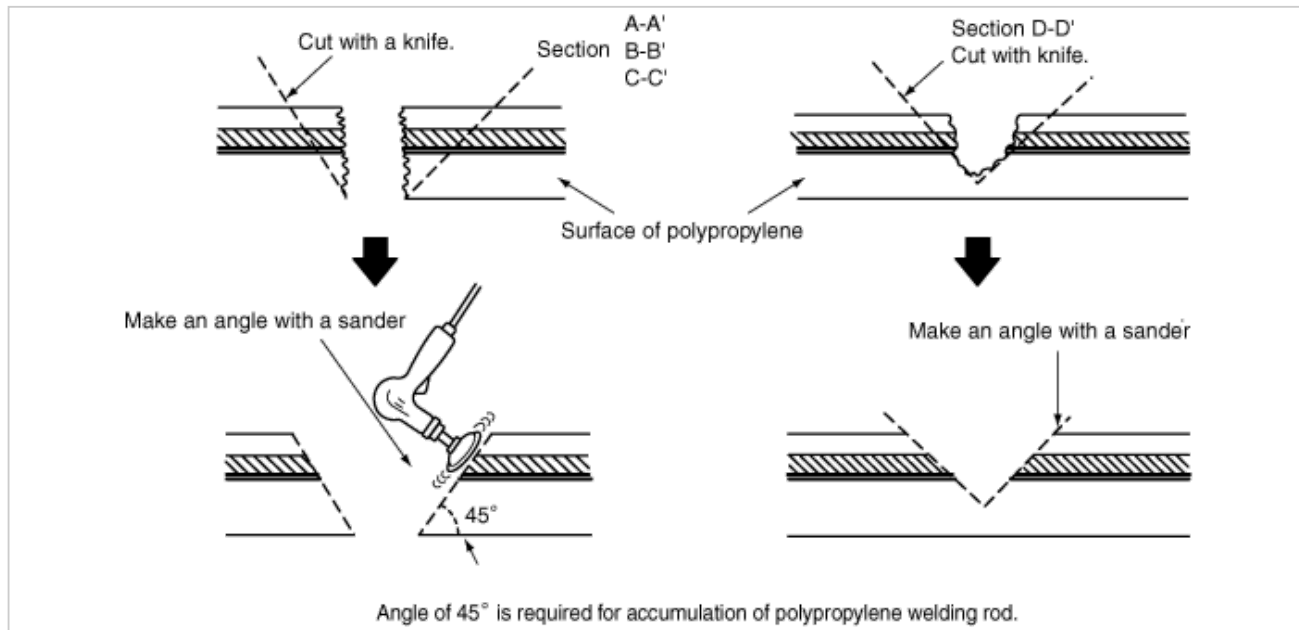 Cut with a knife.
Section
A-A'
B-B'
C-C'
Section D-D'
Cut with knife.
Surface of polypropylene
Make an angle with a sander
Make an angle with a sander
45°
Angle of 45° is required for accumulation of polypropylene welding rod.